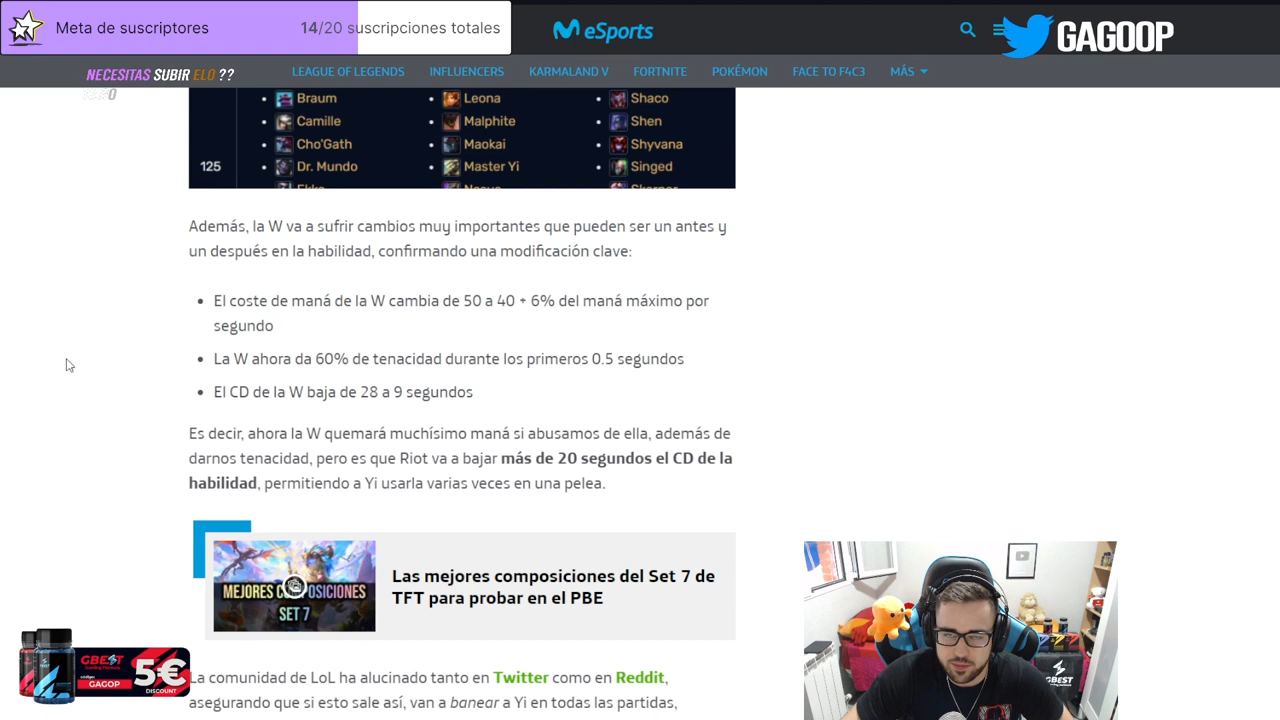 Meta de suscriptores 14/20 suscripciones totales eSports GAGOOP
NECESITAS SUBIR ELO ?? LEAGUE OF LEGENDS INFLUENCERS KARMALAND V FORTNITE POKÉMON FACE TO F4C3 MÁS
Braum Leona Shaco
Camille Malphite Shen
Cho'Gath Maokai Shyvana
125 Dr. Mundo Master Yi Singed
Además, la W va a sufrir cambios muy importantes que pueden ser un antes y
un después en la habilidad, confirmando una modificación clave:
El coste de maná de la W cambia de 50 a 40 + 6% del maná máximo por
segundo
La W ahora da 60% de tenacidad durante los primeros 0.5 segundos
El CD de la W baja de 28 a 9 segundos
Es decir, ahora la W quemará muchísimo maná si abusamos de ella, además de
darnos tenacidad, pero es que Riot va a bajar más de 20 segundos el CD de la
habilidad, permitiendo a Yi usarla varias veces en una pelea.
MEJORES COMPOSICIONES
SET 7
Las mejores composiciones del Set 7 de
TFT para probar en el PBE
GBEST
GAGOP
5€
DISCOUNT
La comunidad de LoL ha alucinado tanto en Twitter como en Reddit,
asegurando que si esto sale así, van a banear a Yi en todas las partidas,
GBEST